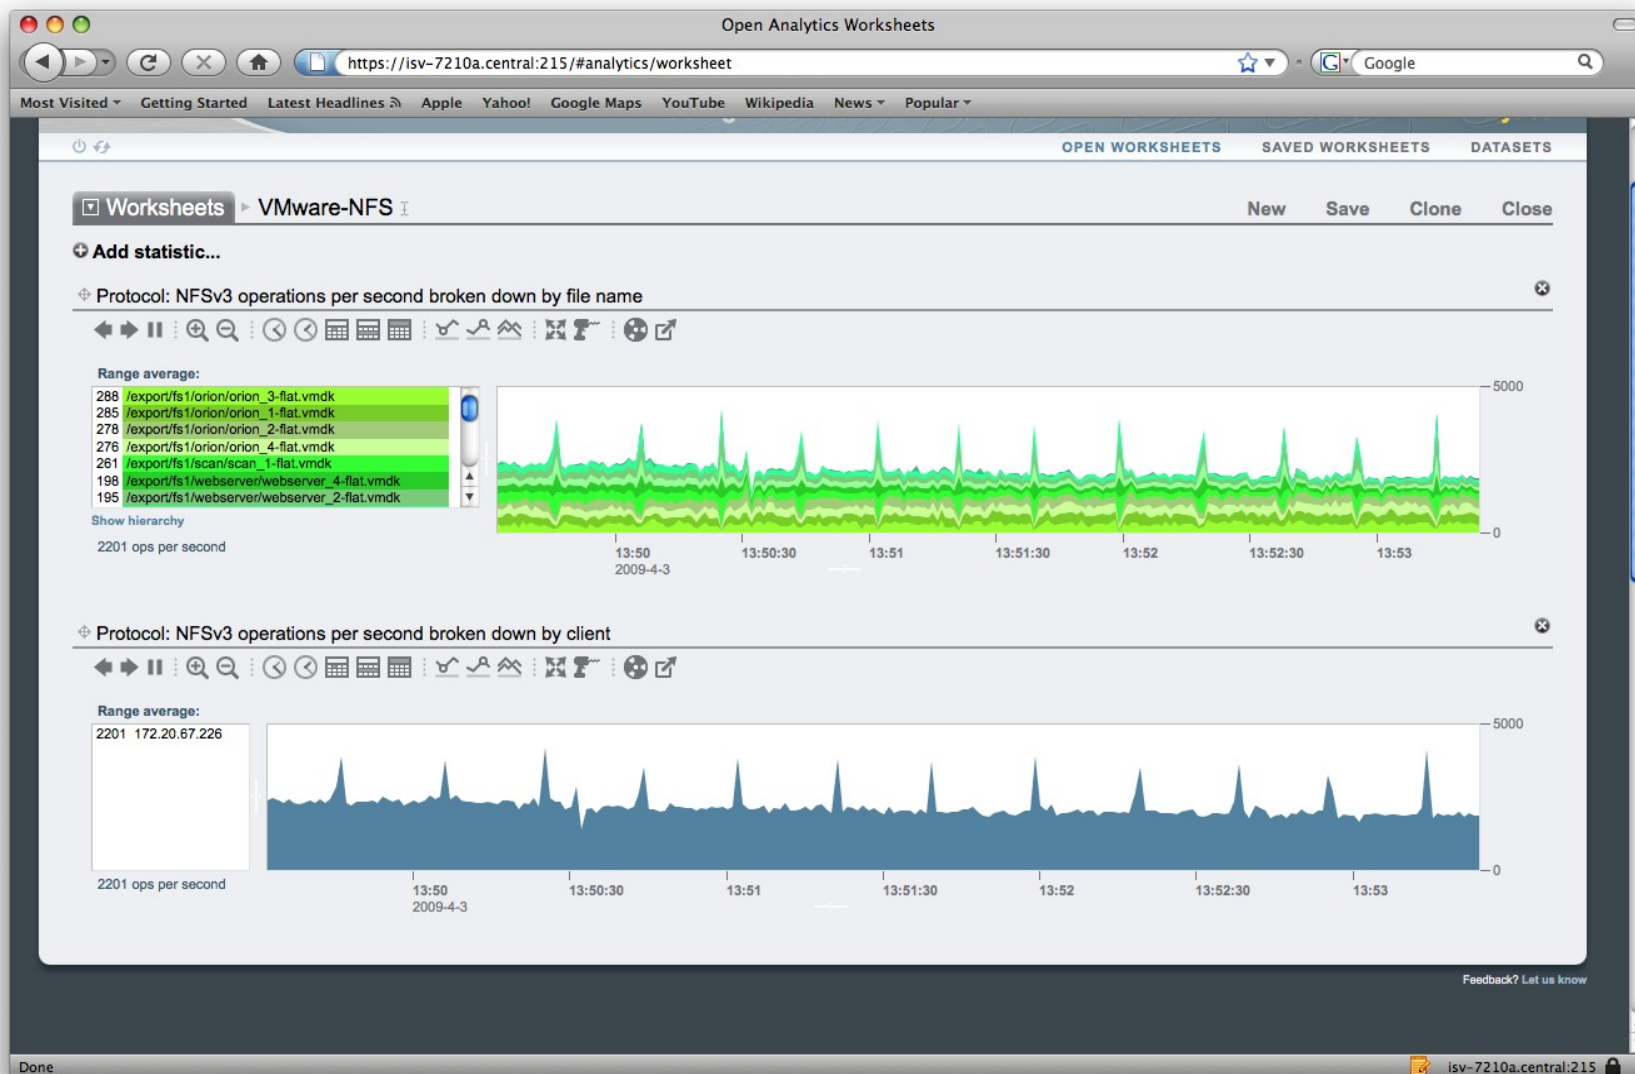 Open Analytics Worksheets
https://isv-7210a.central:215/#analytics/worksheet
G Google
Most Visited Getting Started Latest Headlines Apple Yahoo! Google Maps YouTube Wikipedia News Popular
OPEN WORKSHEETS SAVED WORKSHEETS DATASETS
Worksheets VMware-NFS
New Save Clone Close
Add statistic...
Protocol: NFSv3 operations per second broken down by file name
Range average:
288 /export/fs1/orion/orion_3-flat.vmdk
285 /export/fs1/orion/orion_1-flat.vmdk
278 /export/fs1/orion/orion_2-flat.vmdk
276 /export/fs1/orion/orion_4-flat.vmdk
261 /export/fs1/scan/scan_1-flat.vmdk
198 /export/fs1/webserver/webserver_4-flat.vmdk
195 /export/fs1/webserver/webserver_2-flat.vmdk
Show hierarchy
2201 ops per second
5000
0
13:50 13:50:30 13:51 13:51:30 13:52 13:52:30 13:53
2009-4-3
Protocol: NFSv3 operations per second broken down by client
Range average:
2201 172.20.67.226
2201 ops per second
5000
0
13:50 13:50:30 13:51 13:51:30 13:52 13:52:30 13:53
2009-4-3
Feedback? Let us know
Done
isv-7210a.central:215